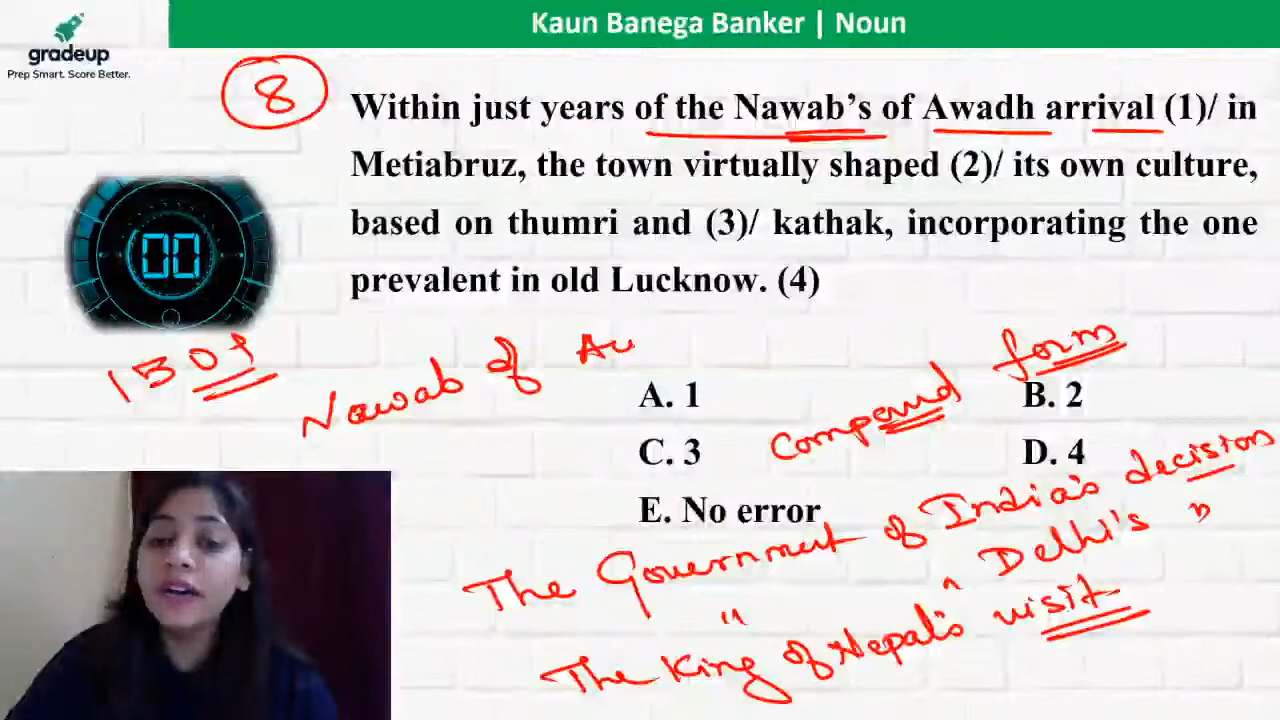 Kaun Banega Banker | Noun
gradeup
Prep Smart. Score Better.
8
Within just years of the Nawab's of Awadh arrival (1)/ in
Metiabruz, the town virtually shaped (2)/ its own culture,
based on thumri and (3)/ kathak, incorporating the one
prevalent in old Lucknow. (4)
00
Nawab of Aw
Compound form
A. 1
B. 2
C. 3
D. 4
E. No error
The Government of India's decision
" " Delhi's "
The King of Nepal's visit